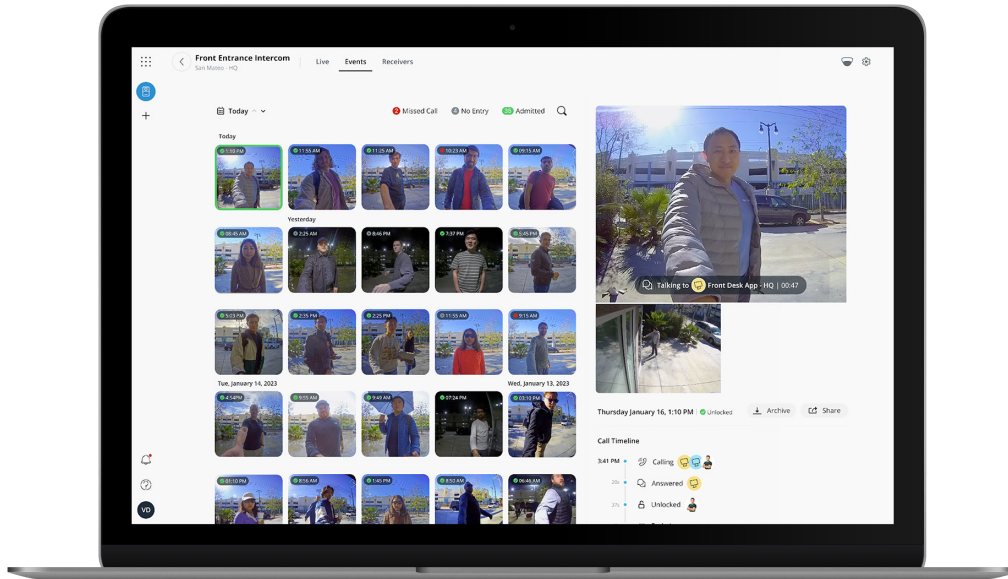 Front Entrance Intercom
San Mateo - HQ
Live
Events
Receivers
Today
2 Missed Call
No Entry
Admitted
Today
1:10 PM
11:55 AM
11:25 AM
10:23 AM
09:15 AM
Yesterday
08:45 AM
2:25 AM
8:46 PM
7:37 PM
5:45 PM
5:03 PM
2:35 PM
2:25 PM
11:55 AM
9:15 AM
Tue, January 14, 2023
Wed, January 13, 2023
4:54PM
9:55 AM
9:49 AM
07:24 PM
03:10 PM
01:10 PM
8:16 AM
1:45 PM
8:50 AM
06:46 AM
Talking to Front Desk App - HQ | 00:47
Thursday January 16, 1:10 PM | Unlocked
Archive
Share
Call Timeline
3:41 PM
Calling
Answered
Unlocked
VD